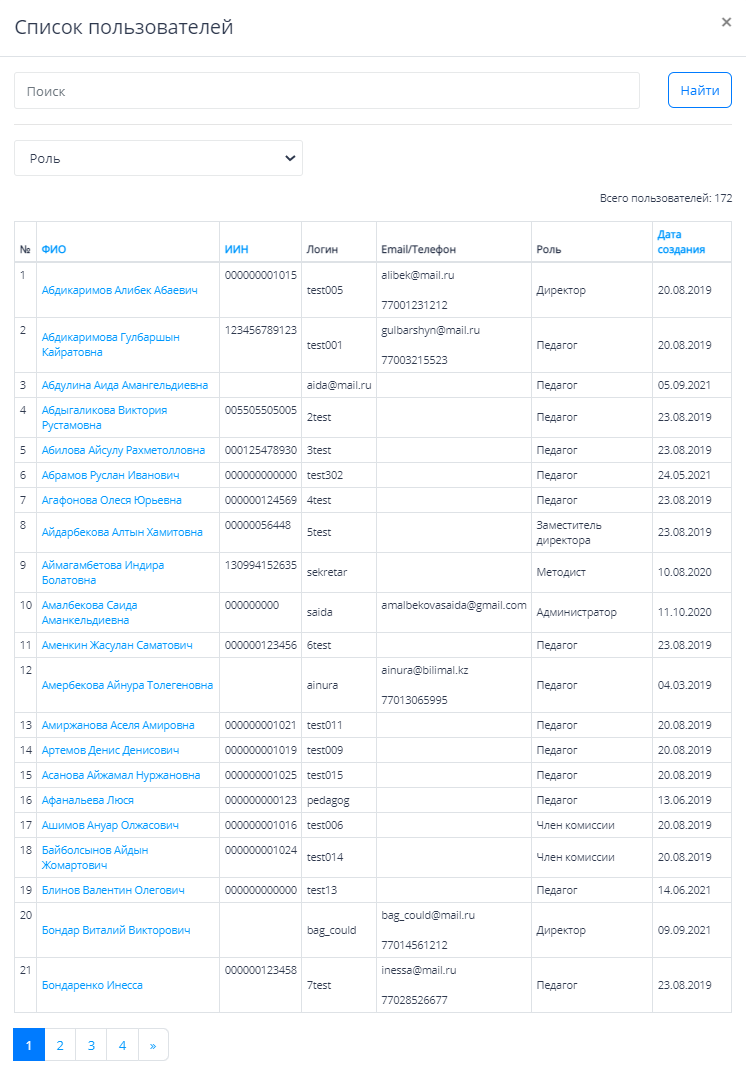 Список пользователей
×
Поиск
Найти
Роль
Всего пользователей: 172
№ ФИО ИИН Логин Email/Телефон Роль Дата создания
1 Абдикаримов Алибек Абаевич 000000001015 test005 alibek@mail.ru 77001231212 Директор 20.08.2019
2 Абдикаримова Гулбаршын Кайратовна 123456789123 test001 gulbarshyn@mail.ru 77003215523 Педагог 20.08.2019
3 Абдулина Аида Амангельдиевна aida@mail.ru Педагог 05.09.2021
4 Абдыгаликова Виктория Рустамовна 005505505005 2test Педагог 23.08.2019
5 Абилова Айсулу Рахметолловна 000125478930 3test Педагог 23.08.2019
6 Абрамов Руслан Иванович 000000000000 test302 Педагог 24.05.2021
7 Агафонова Олеся Юрьевна 000000124569 4test Педагог 23.08.2019
8 Айдарбекова Алтын Хамитовна 00000056448 5test Заместитель директора 23.08.2019
9 Аймагамбетова Индира Болатовна 130994152635 sekretar Методист 10.08.2020
10 Амалбекова Саида Аманкельдиевна 000000000 saida amalbekovasaida@gmail.com Администратор 11.10.2020
11 Аменкин Жасулан Саматович 000000123456 6test Педагог 23.08.2019
12 Амербекова Айнура Толегеновна ainura ainura@bilimal.kz 77013065995 Педагог 04.03.2019
13 Амиржанова Аселя Амировна 000000001021 test011 Педагог 20.08.2019
14 Артемов Денис Денисович 000000001019 test009 Педагог 20.08.2019
15 Асанова Айжамал Нуржановна 000000001025 test015 Педагог 20.08.2019
16 Афанальева Люся 000000000123 pedagog Педагог 13.06.2019
17 Ашимов Ануар Олжасович 000000001016 test006 Член комиссии 20.08.2019
18 Байболсынов Айдын Жомартович 000000001024 test014 Член комиссии 20.08.2019
19 Блинов Валентин Олегович 000000000000 test13 Педагог 14.06.2021
20 Бондар Виталий Викторович bag_could bag_could@mail.ru 77014561212 Директор 09.09.2021
21 Бондаренко Инесса 000000123458 7test inessa@mail.ru 77028526677 Педагог 23.08.2019
1 2 3 4 »